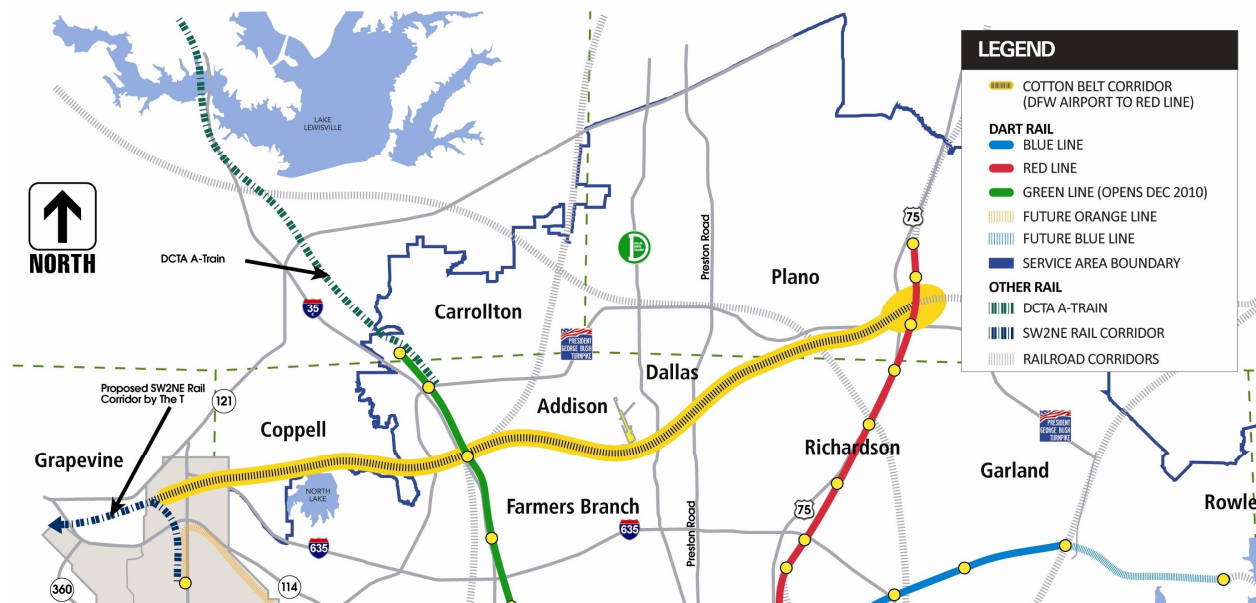 LEGEND
COTTON BELT CORRIDOR
(DFW AIRPORT TO RED LINE)
DART RAIL
BLUE LINE
RED LINE
GREEN LINE (OPENS DEC 2010)
FUTURE ORANGE LINE
FUTURE BLUE LINE
SERVICE AREA BOUNDARY
OTHER RAIL
DCTA A-TRAIN
SW2NE RAIL CORRIDOR
RAILROAD CORRIDORS
LAKE
LEWISVILLE
NORTH
DCTA A-Train
35
Carrollton
Preston Road
75
Plano
PRESIDENT
GEORGE BUSH
TURNPIKE
Dallas
Proposed SW2NE Rail
Corridor by The T
121
Addison
Coppell
Grapevine
Richardson
PRESIDENT
GEORGE BUSH
TURNPIKE
Garland
NORTH
LAKE
Farmers Branch
635
635
Preston Road
75
Rowle
360
114